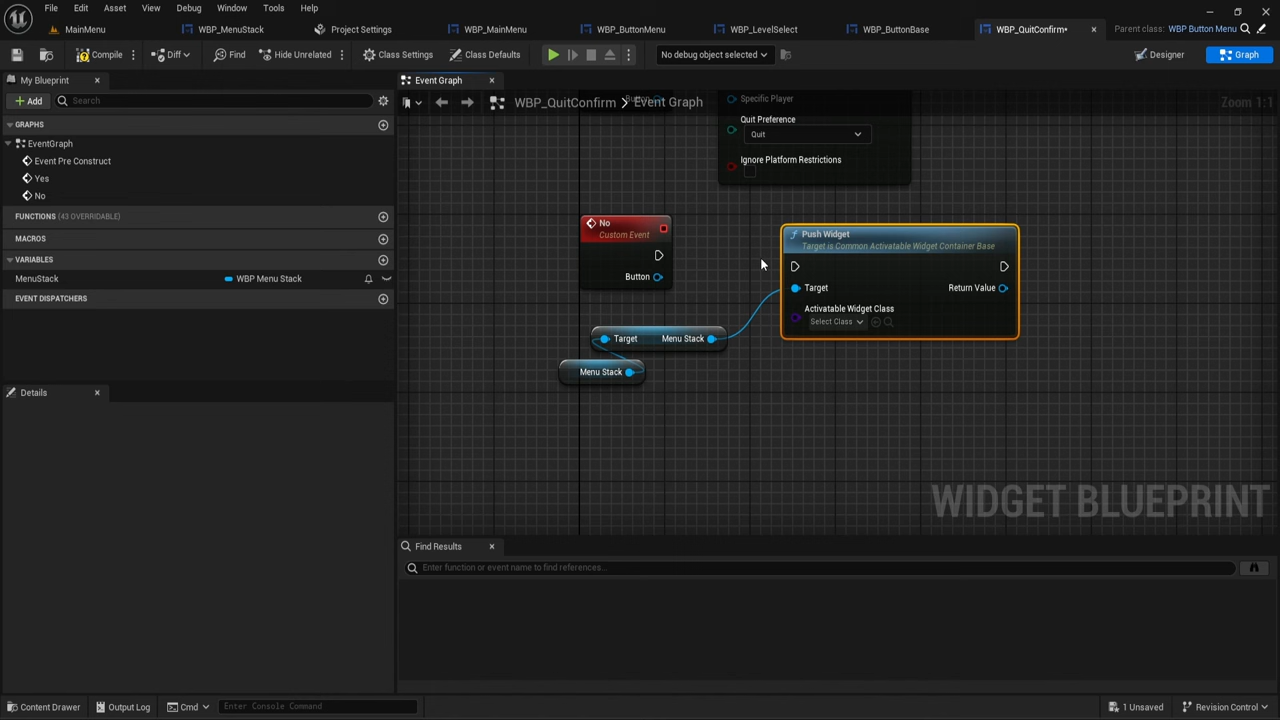 File Edit Asset View Debug Window Tools Help
MainMenu WBP_MenuStack Project Settings WBP_MainMenu WBP_ButtonMenu WBP_LevelSelect WBP_ButtonBase WBP_QuitConfirm• Parent class: WBP Button Menu
Compile Diff Find Hide Unrelated Class Settings Class Defaults No debug object selected Designer Graph
My Blueprint Event Graph
Add Search WBP_QuitConfirm > Event Graph Zoom 1:1
Button Specific Player
GRAPHS
Quit Preference
Quit
EventGraph
Event Pre Construct
Ignore Platform Restrictions
Yes
No
FUNCTIONS (43 OVERRIDABLE)
MACROS
VARIABLES
MenuStack WBP Menu Stack
EVENT DISPATCHERS
No
Custom Event
Button
Push Widget
Target is Common Activatable Widget Container Base
Target Return Value
Activatable Widget Class
Select Class
Target Menu Stack
Menu Stack
Details
WIDGET BLUEPRINT
Find Results
Enter function or event name to find references...
Content Drawer Output Log Cmd Enter Console Command 1 Unsaved Revision Control